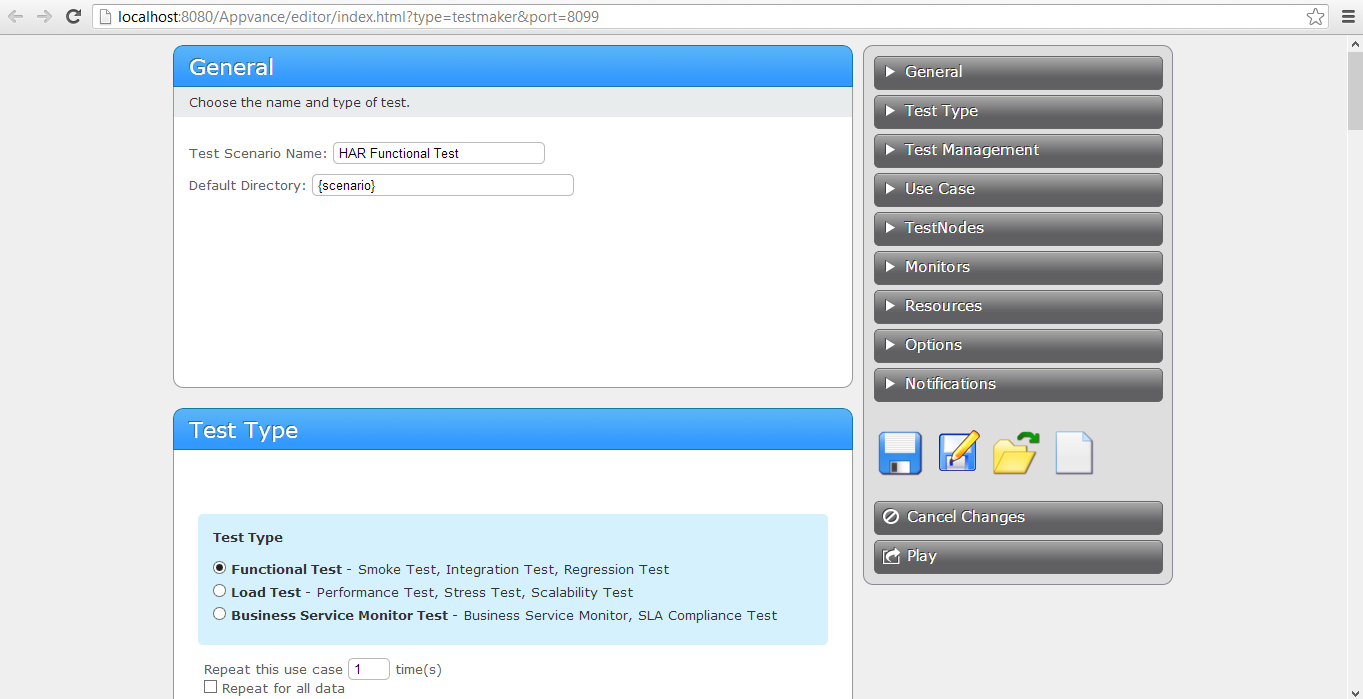 localhost:8080/Appvance/editor/index.html?type=testmaker&port=8099
General
Choose the name and type of test.
Test Scenario Name: HAR Functional Test
Default Directory: {scenario}
Test Type
Test Type
Functional Test - Smoke Test, Integration Test, Regression Test
Load Test - Performance Test, Stress Test, Scalability Test
Business Service Monitor Test - Business Service Monitor, SLA Compliance Test
Repeat this use case 1 time(s)
Repeat for all data
General
Test Type
Test Management
Use Case
TestNodes
Monitors
Resources
Options
Notifications
Cancel Changes
Play